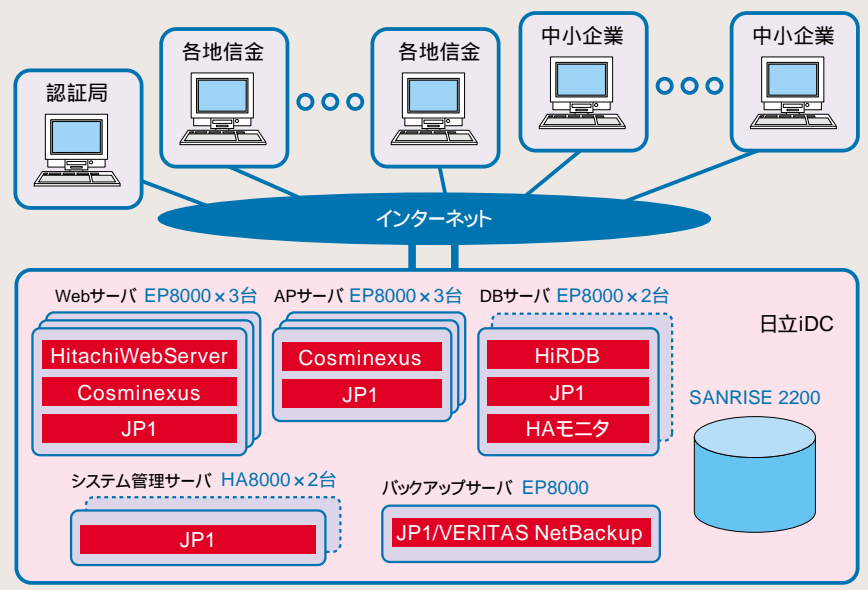 認証局
各地信金
各地信金
中小企業
中小企業
インターネット
日立iDC
Webサーバ EP8000×3台
HitachiWebServer
Cosminexus
JP1
APサーバ EP8000×3台
Cosminexus
JP1
DBサーバ EP8000×2台
HiRDB
JP1
HAモニタ
SANRISE 2200
システム管理サーバ HA8000×2台
JP1
バックアップサーバ EP8000
JP1/VERITAS NetBackup